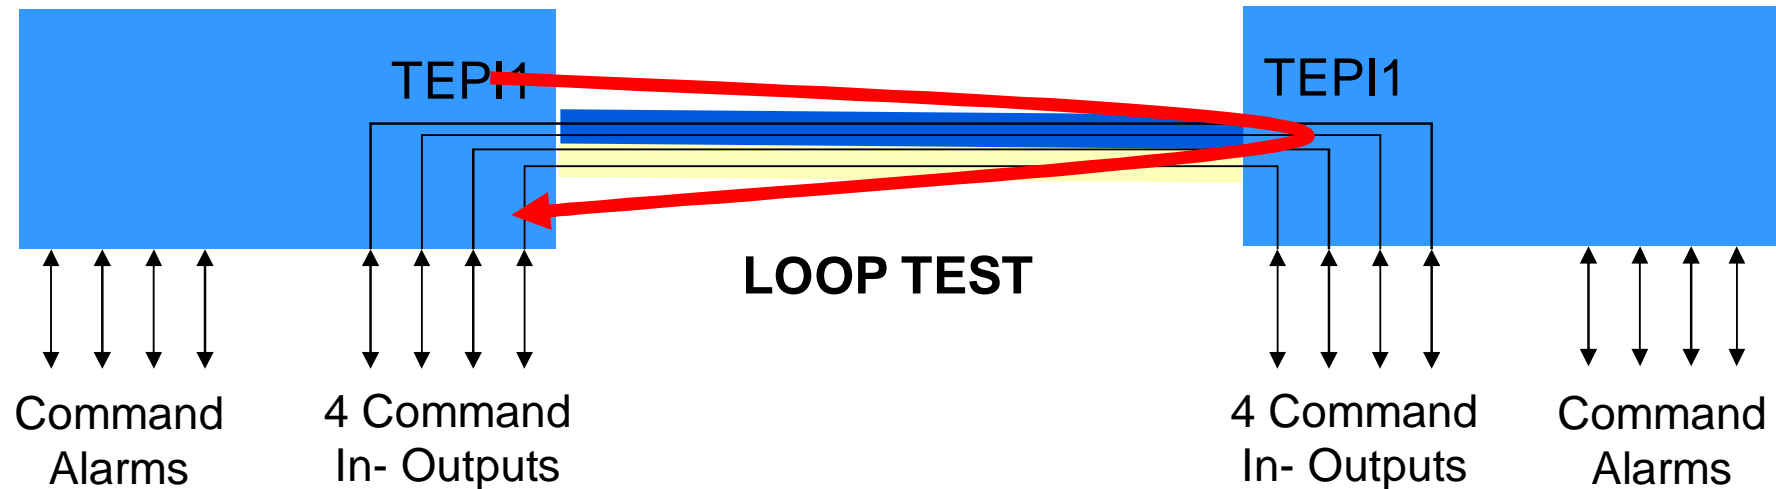 TEPI1
TEPI1
LOOP TEST
Command
Alarms
4 Command
In- Outputs
4 Command
In- Outputs
Command
Alarms